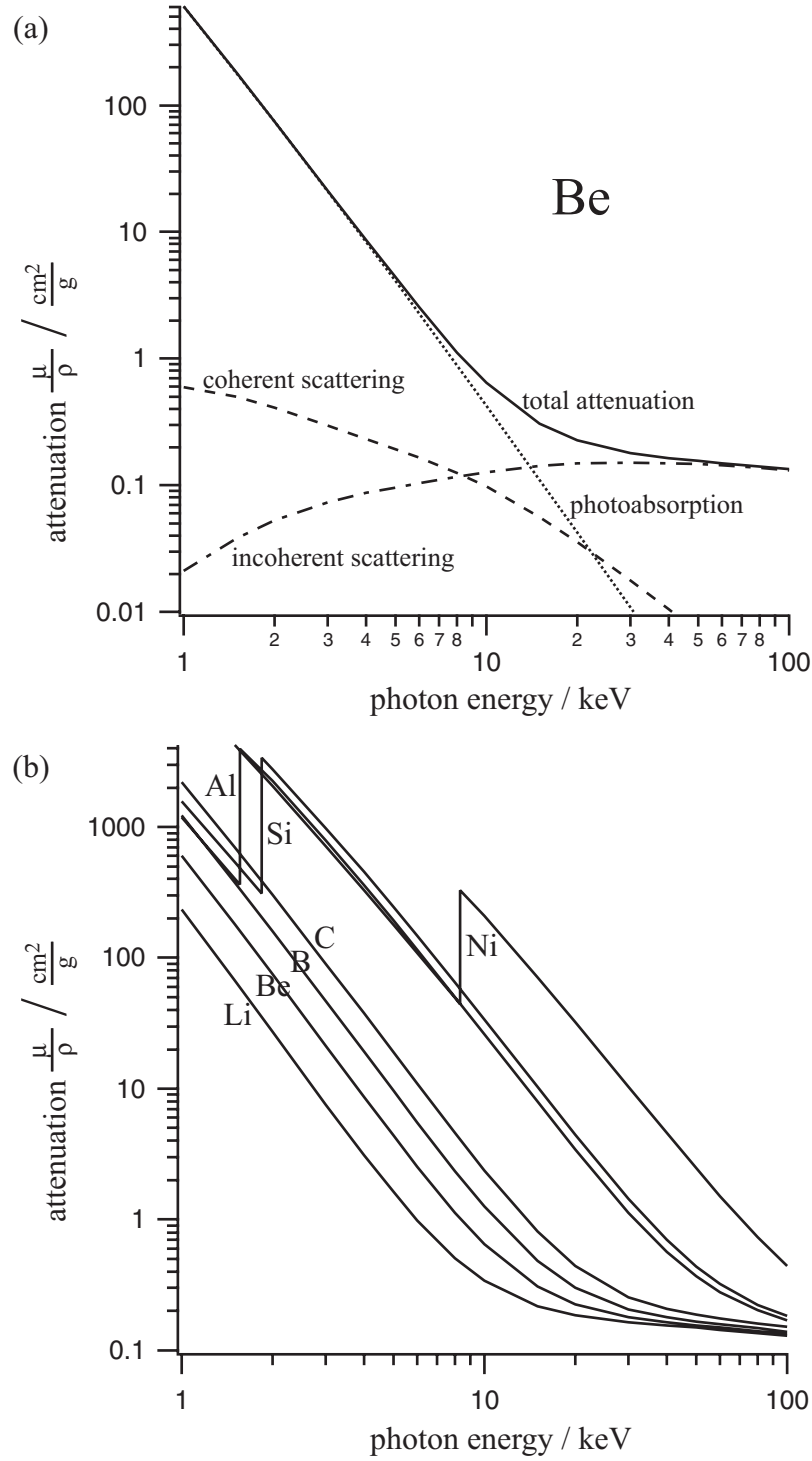 (a)
Be
100
10
1
0.1
0.01
attenuation μ/ρ / cm²/g
coherent scattering
total attenuation
photoabsorption
incoherent scattering
1 2 3 4 5 6 7 8 10 2 3 4 5 6 7 8 100
photon energy / keV
(b)
1000
100
10
1
0.1
attenuation μ/ρ / cm²/g
Al
Si
C
B
Be
Li
Ni
1 10 100
photon energy / keV